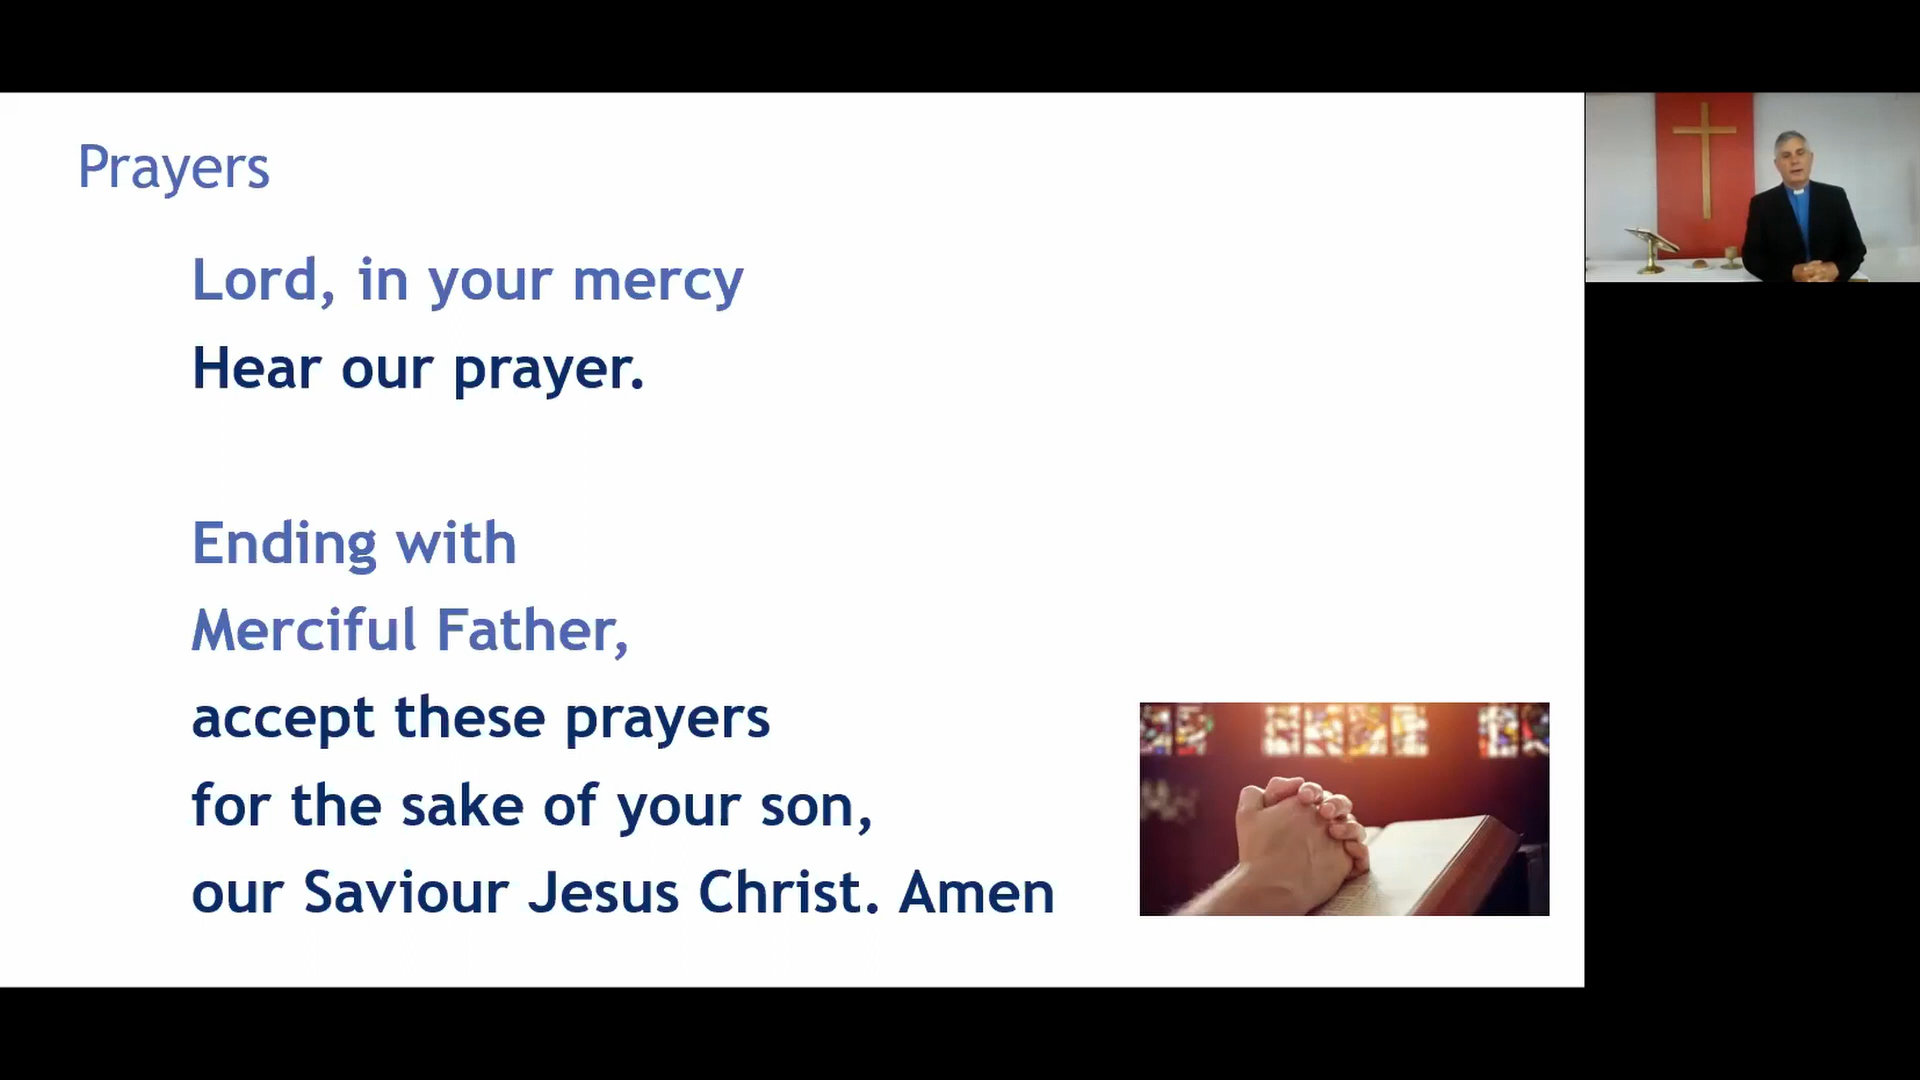 Prayers
Lord, in your mercy
Hear our prayer.
Ending with
Merciful Father,
accept these prayers
for the sake of your son,
our Saviour Jesus Christ. Amen